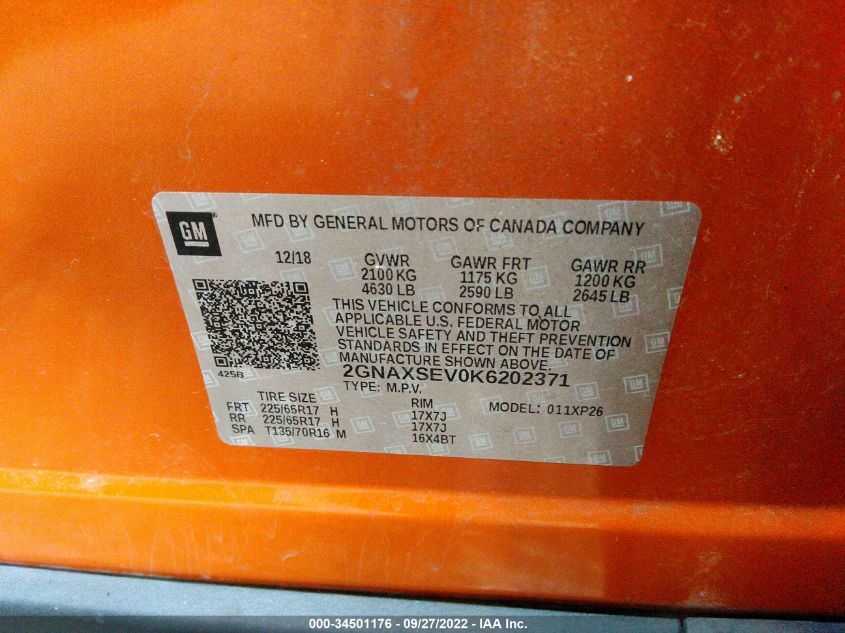 GM
MFD BY GENERAL MOTORS OF CANADA COMPANY
12/18 GVWR GAWR FRT GAWR RR
2100 KG 1175 KG 1200 KG
4630 LB 2590 LB 2645 LB
THIS VEHICLE CONFORMS TO ALL
APPLICABLE U.S. FEDERAL MOTOR
VEHICLE SAFETY AND THEFT PREVENTION
STANDARDS IN EFFECT ON THE DATE OF
MANUFACTURE SHOWN ABOVE.
425B 2GNAXSEV0K6202371
TYPE: M.P.V.
TIRE SIZE RIM MODEL: 011XP26
FRT 225/65R17 H 17X7J
RR 225/65R17 H 17X7J
SPA T135/70R16 M 16X4BT
000-34501176 - 09/27/2022 - IAA Inc.